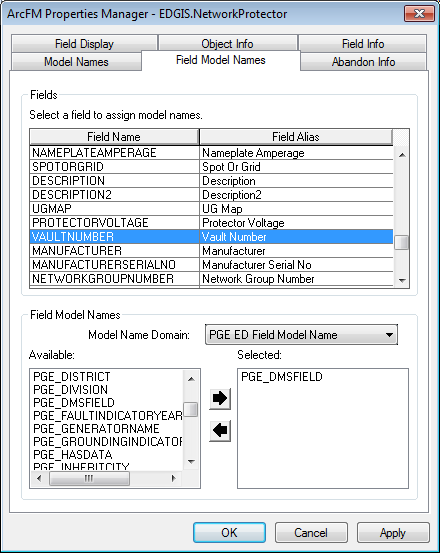 ArcFM Properties Manager - EDGIS.NetworkProtector
Field Display Object Info Field Info
Model Names Field Model Names Abandon Info
Fields
Select a field to assign model names.
Field Name Field Alias
NAMEPLATEAMPERAGE Nameplate Amperage
SPOTORGRID Spot Or Grid
DESCRIPTION Description
DESCRIPTION2 Description2
UGMAP UG Map
PROTECTORVOLTAGE Protector Voltage
VAULTNUMBER Vault Number
MANUFACTURER Manufacturer
MANUFACTURERSERIALNO Manufacturer Serial No
NETWORKGROUPNUMBER Network Group Number
Field Model Names
Model Name Domain: PGE ED Field Model Name
Available: Selected:
PGE_DISTRICT PGE_DMSFIELD
PGE_DIVISION
PGE_DMSFIELD
PGE_FAULTINDICATORYEAR
PGE_GENERATORNAME
PGE_GROUNDINGINDICATOR
PGE_HASDATA
PGE_INHERITCITY
OK Cancel Apply